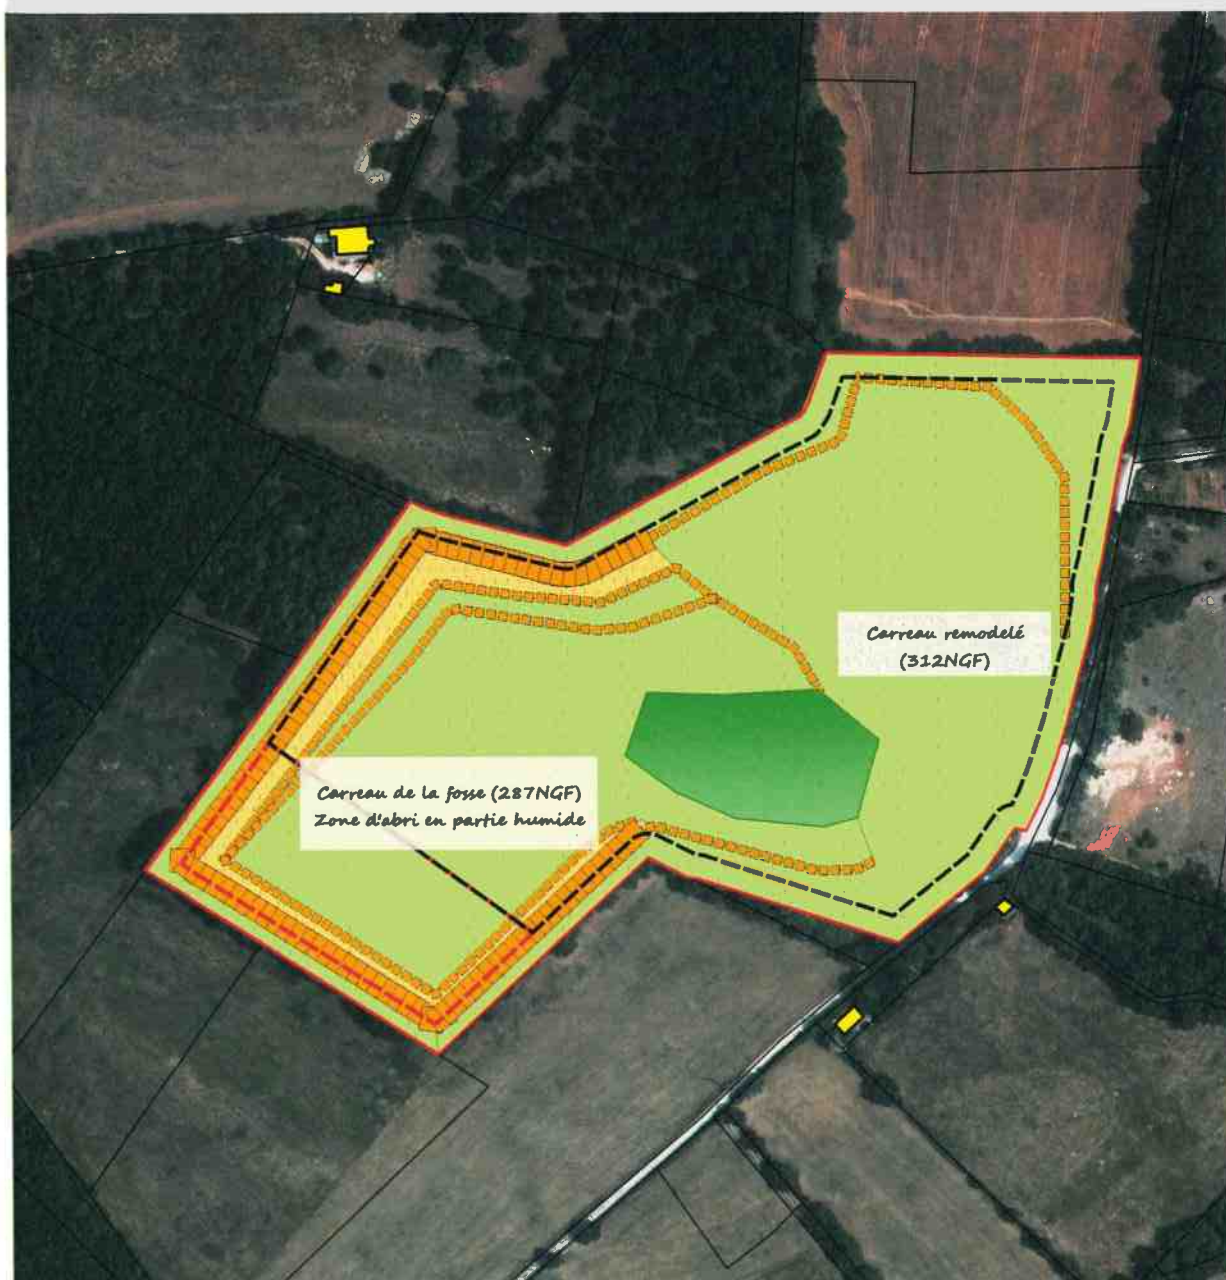 Carreau remodelé
(312NGF)
Carreau de la fosse (287NGF)
Zone d'abri en partie humide